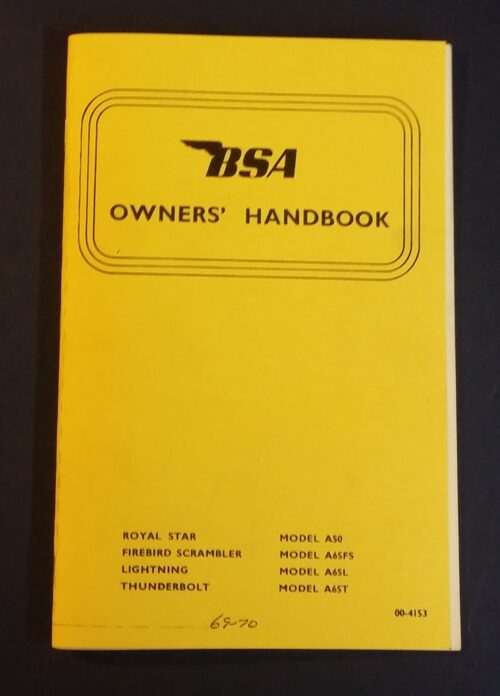 BSA
OWNERS' HANDBOOK
ROYAL STAR MODEL A50
FIREBIRD SCRAMBLER MODEL A65FS
LIGHTNING MODEL A65L
THUNDERBOLT MODEL A65T
00-4153
69-70